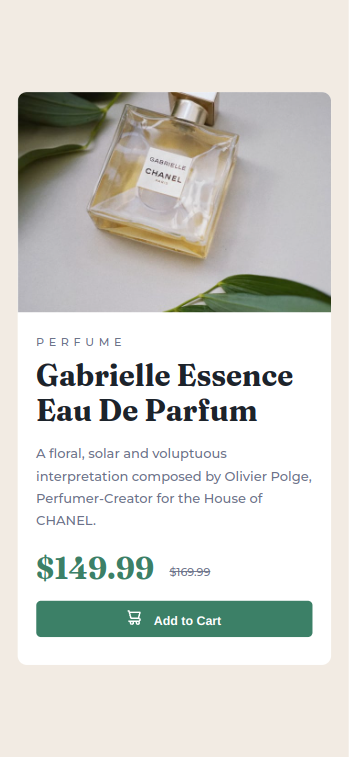 GABRIELLE
CHANEL
PARIS
PERFUME
Gabrielle Essence
Eau De Parfum
A floral, solar and voluptuous
interpretation composed by Olivier Polge,
Perfumer-Creator for the House of
CHANEL.
$149.99 $169.99
Add to Cart